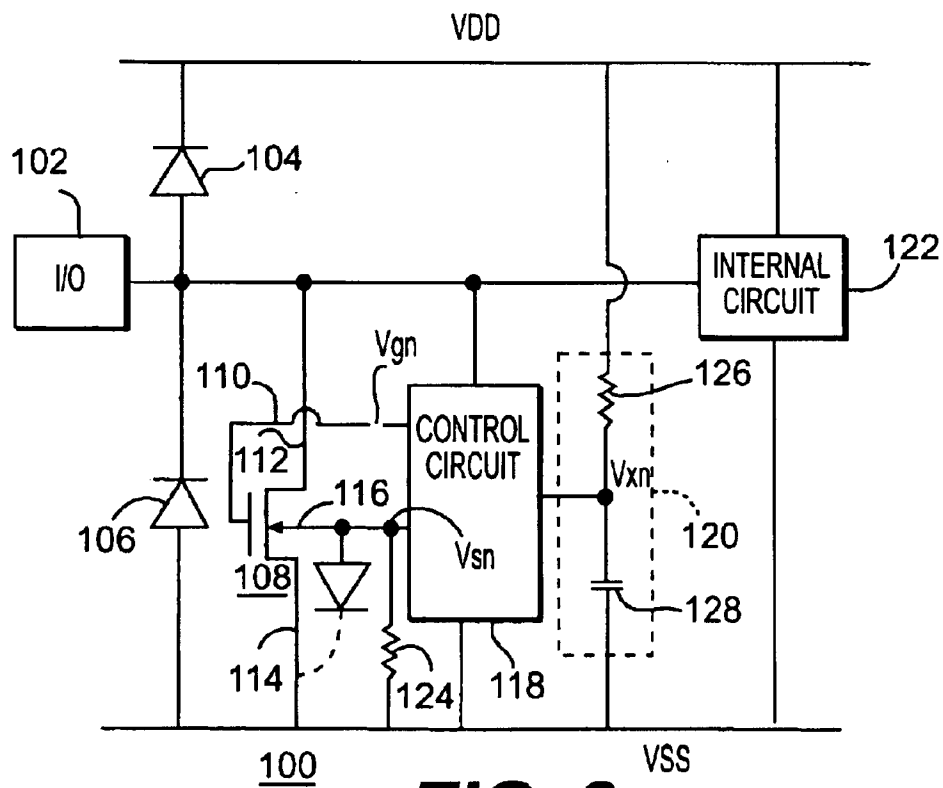 VDD
102
104
I/O
INTERNAL
CIRCUIT
122
Vgn
110
126
112
CONTROL
CIRCUIT
116
Vxn
106
120
108
Vsn
128
114
124
118
100
VSS